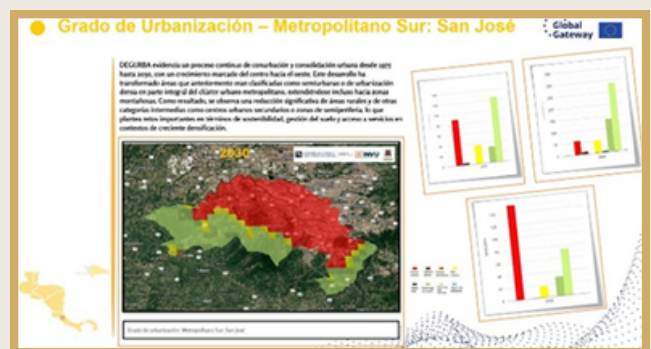 Grado de Urbanización – Metropolitano Sur: San José
Global
Gateway
DEGURBA evidencia un proceso continuo de conurbación y consolidación urbana desde 1975
hasta 2030, con un crecimiento marcado del centro hacia el oeste. Este desarrollo ha
transformado áreas que anteriormente eran clasificadas como semiurbanas o de urbanización
densa en parte integral del clúster urbano metropolitano, extendiéndose incluso hacia zonas
montañosas. Como resultado, se observa una reducción significativa de áreas rurales y de otras
categorías intermedias como centros urbanos secundarios o zonas de semiperiferia, lo que
plantea retos importantes en términos de sostenibilidad, gestión del suelo y acceso a servicios en
contextos de creciente densificación.
2030
INVU
Grado de urbanización: Metropolitano Sur: San José